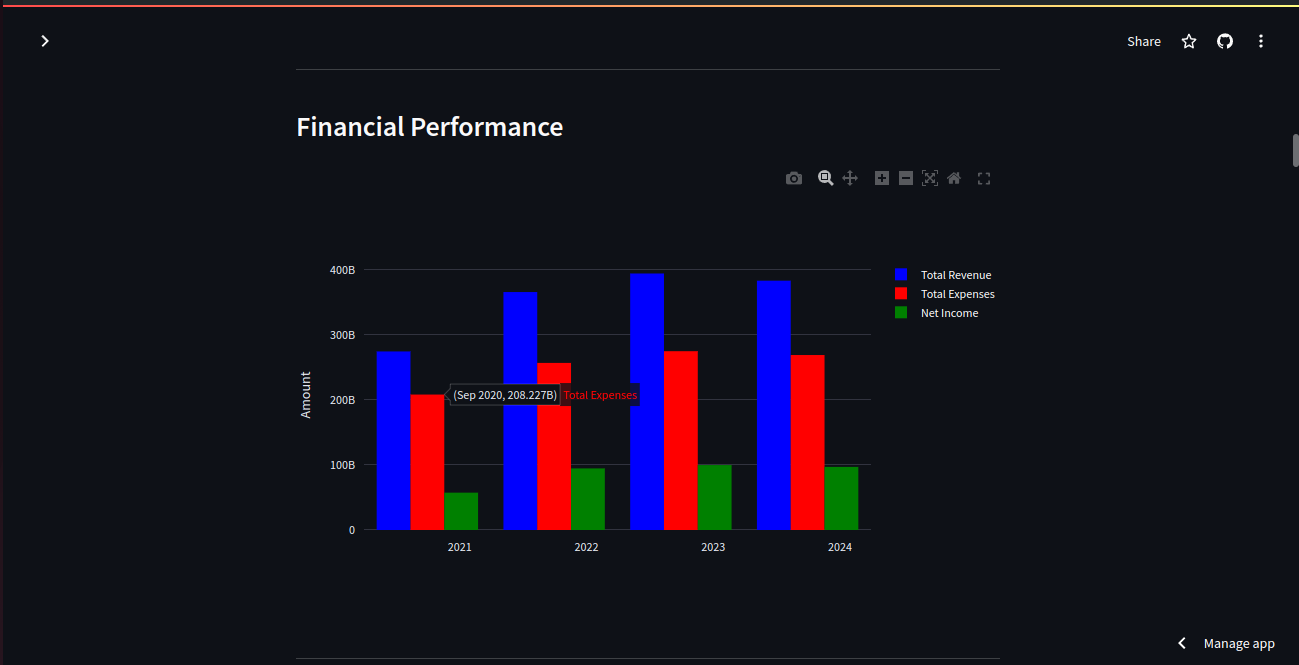 Share
Financial Performance
400B
300B
200B
100B
0
Amount
(Sep 2020, 208.227B) Total Expenses
2021 2022 2023 2024
Total Revenue
Total Expenses
Net Income
Manage app